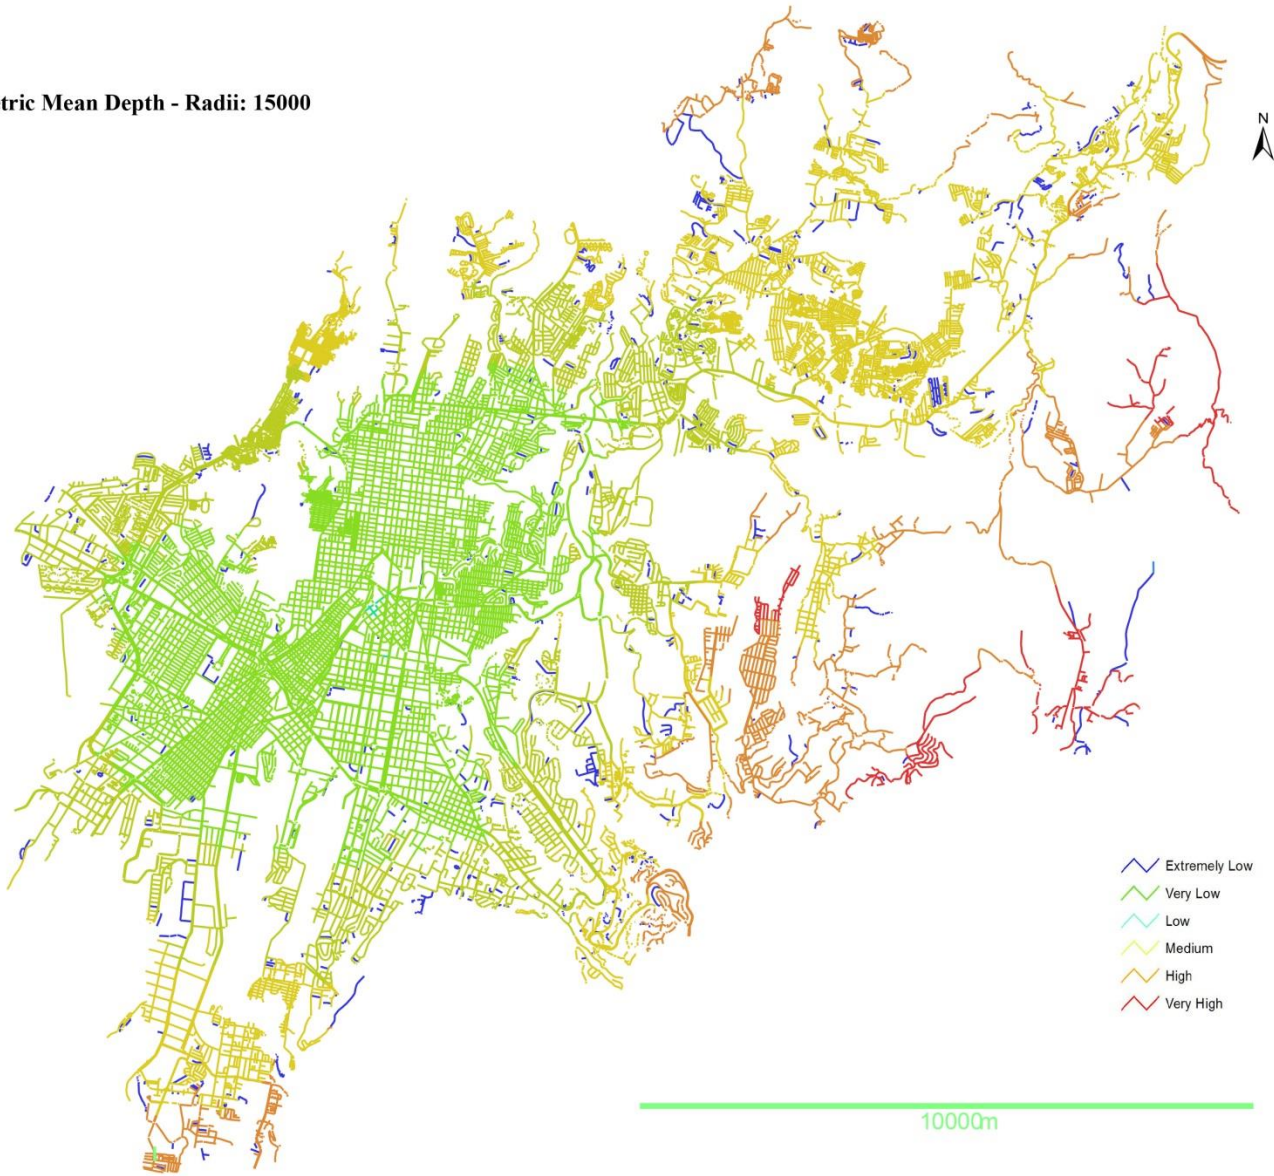 tric Mean Depth - Radii: 15000
N
Extremely Low
Very Low
Low
Medium
High
Very High
10000m